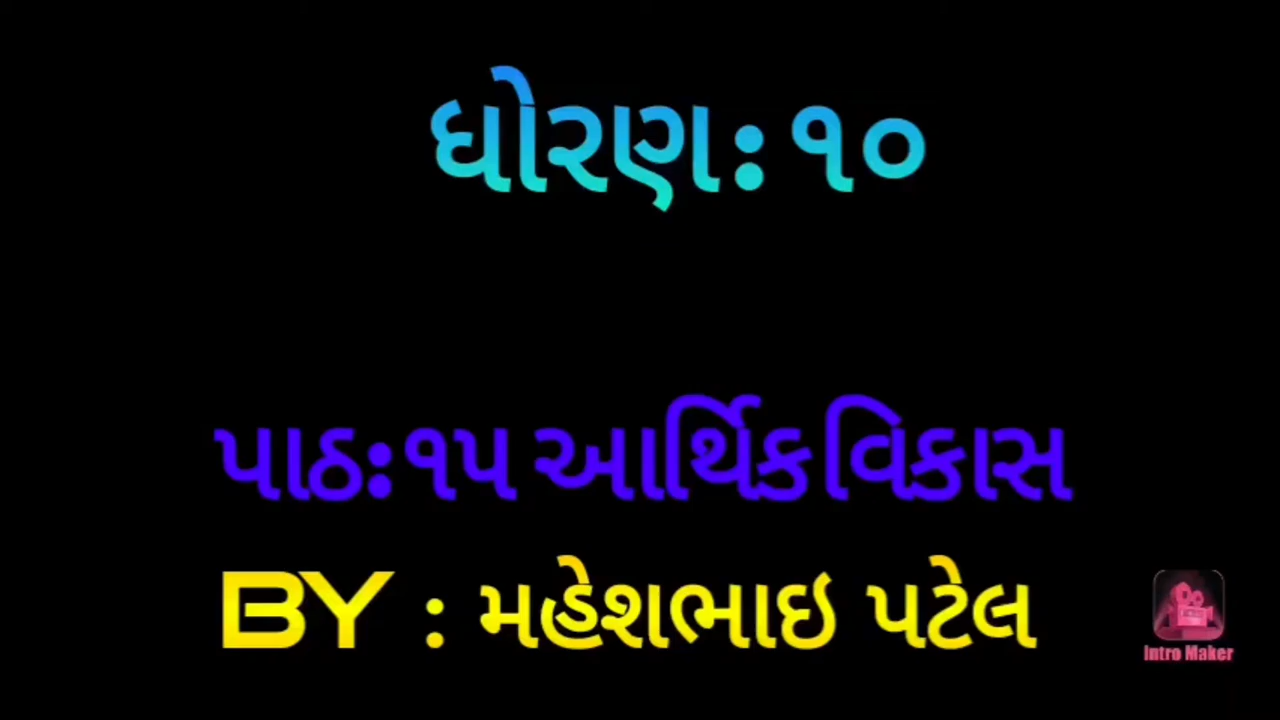 ધોરણ: ૧૦
પાઠ:૧૫ આર્થિક વિકાસ
BY : મહેશભાઇ પટેલ
Intro Maker